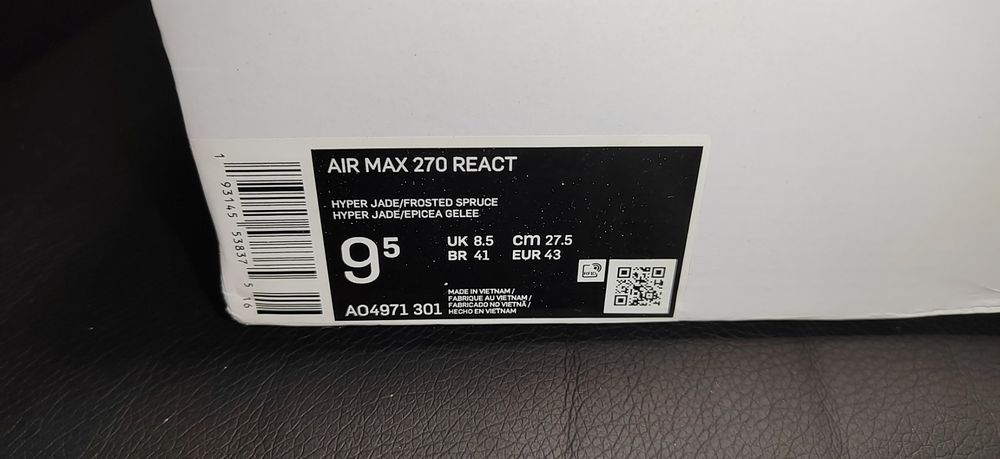 1 93145 53837 5 16
AIR MAX 270 REACT
HYPER JADE/FROSTED SPRUCE
HYPER JADE/EPICEA GELEE
9 5
UK 8.5 cm 27.5
BR 41 EUR 43
AO4971 301
MADE IN VIETNAM /
FABRIQUE AU VIETNAM /
FABRICADO NO VIETNÃ /
HECHO EN VIETNAM